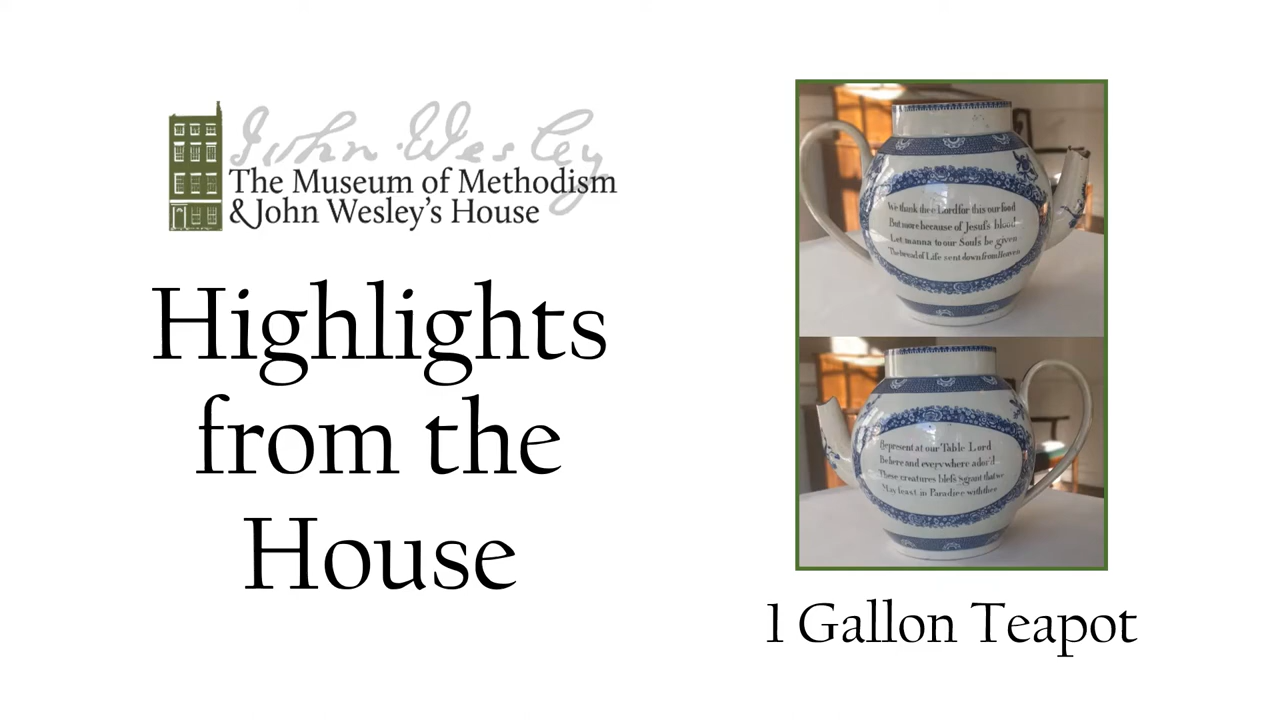 John Wesley
The Museum of Methodism
& John Wesley's House
Highlights
from the
House
We thank thee Lord for this our food
But more because of Jesuf's blood
Let manna to our Souls be given
The bread of Life sent down from Heaven
Be present at our Table Lord
Be here and everywhere ador'd
These creatures blefs & grant that we
May feast in Paradice with thee
1 Gallon Teapot